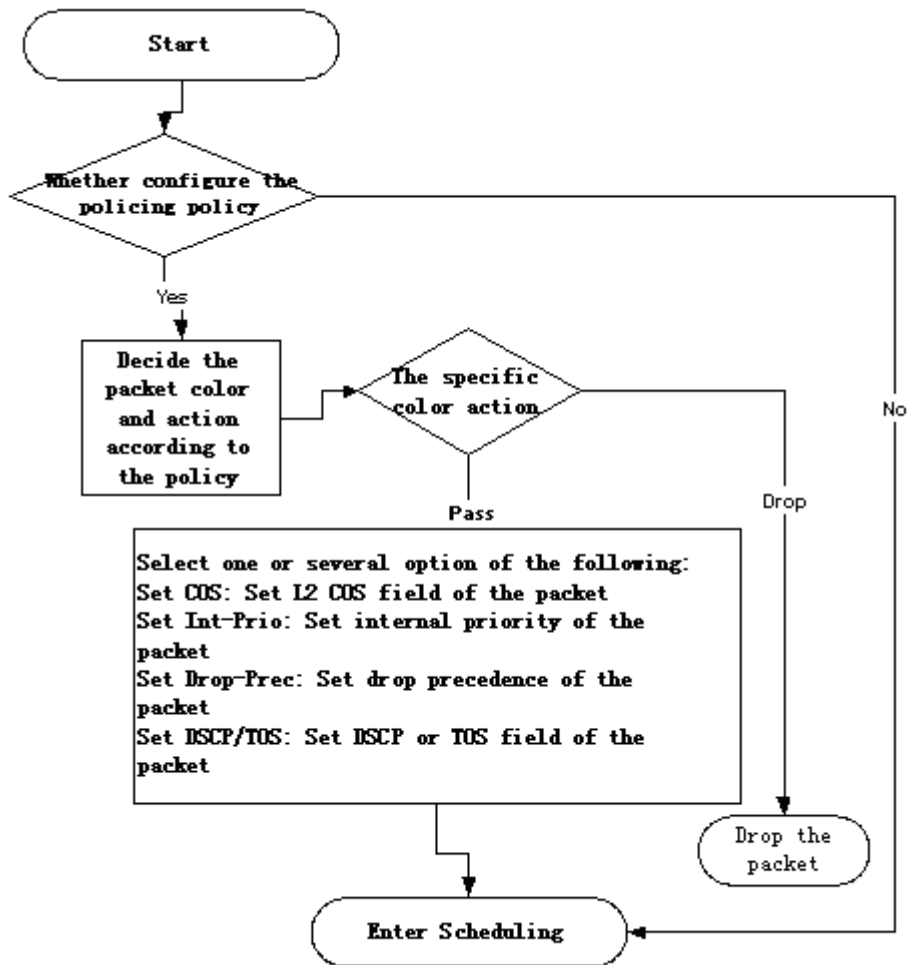 Start
Whether configure the
policing policy
Yes
No
Decide the
packet color
and action
according to
the policy
The specific
color action
Drop
Pass
Select one or several option of the following:
Set COS: Set L2 COS field of the packet
Set Int-Prio: Set internal priority of the
packet
Set Drop-Prec: Set drop precedence of the
packet
Set DSCP/TOS: Set DSCP or TOS field of the
packet
Drop the
packet
Enter Scheduling